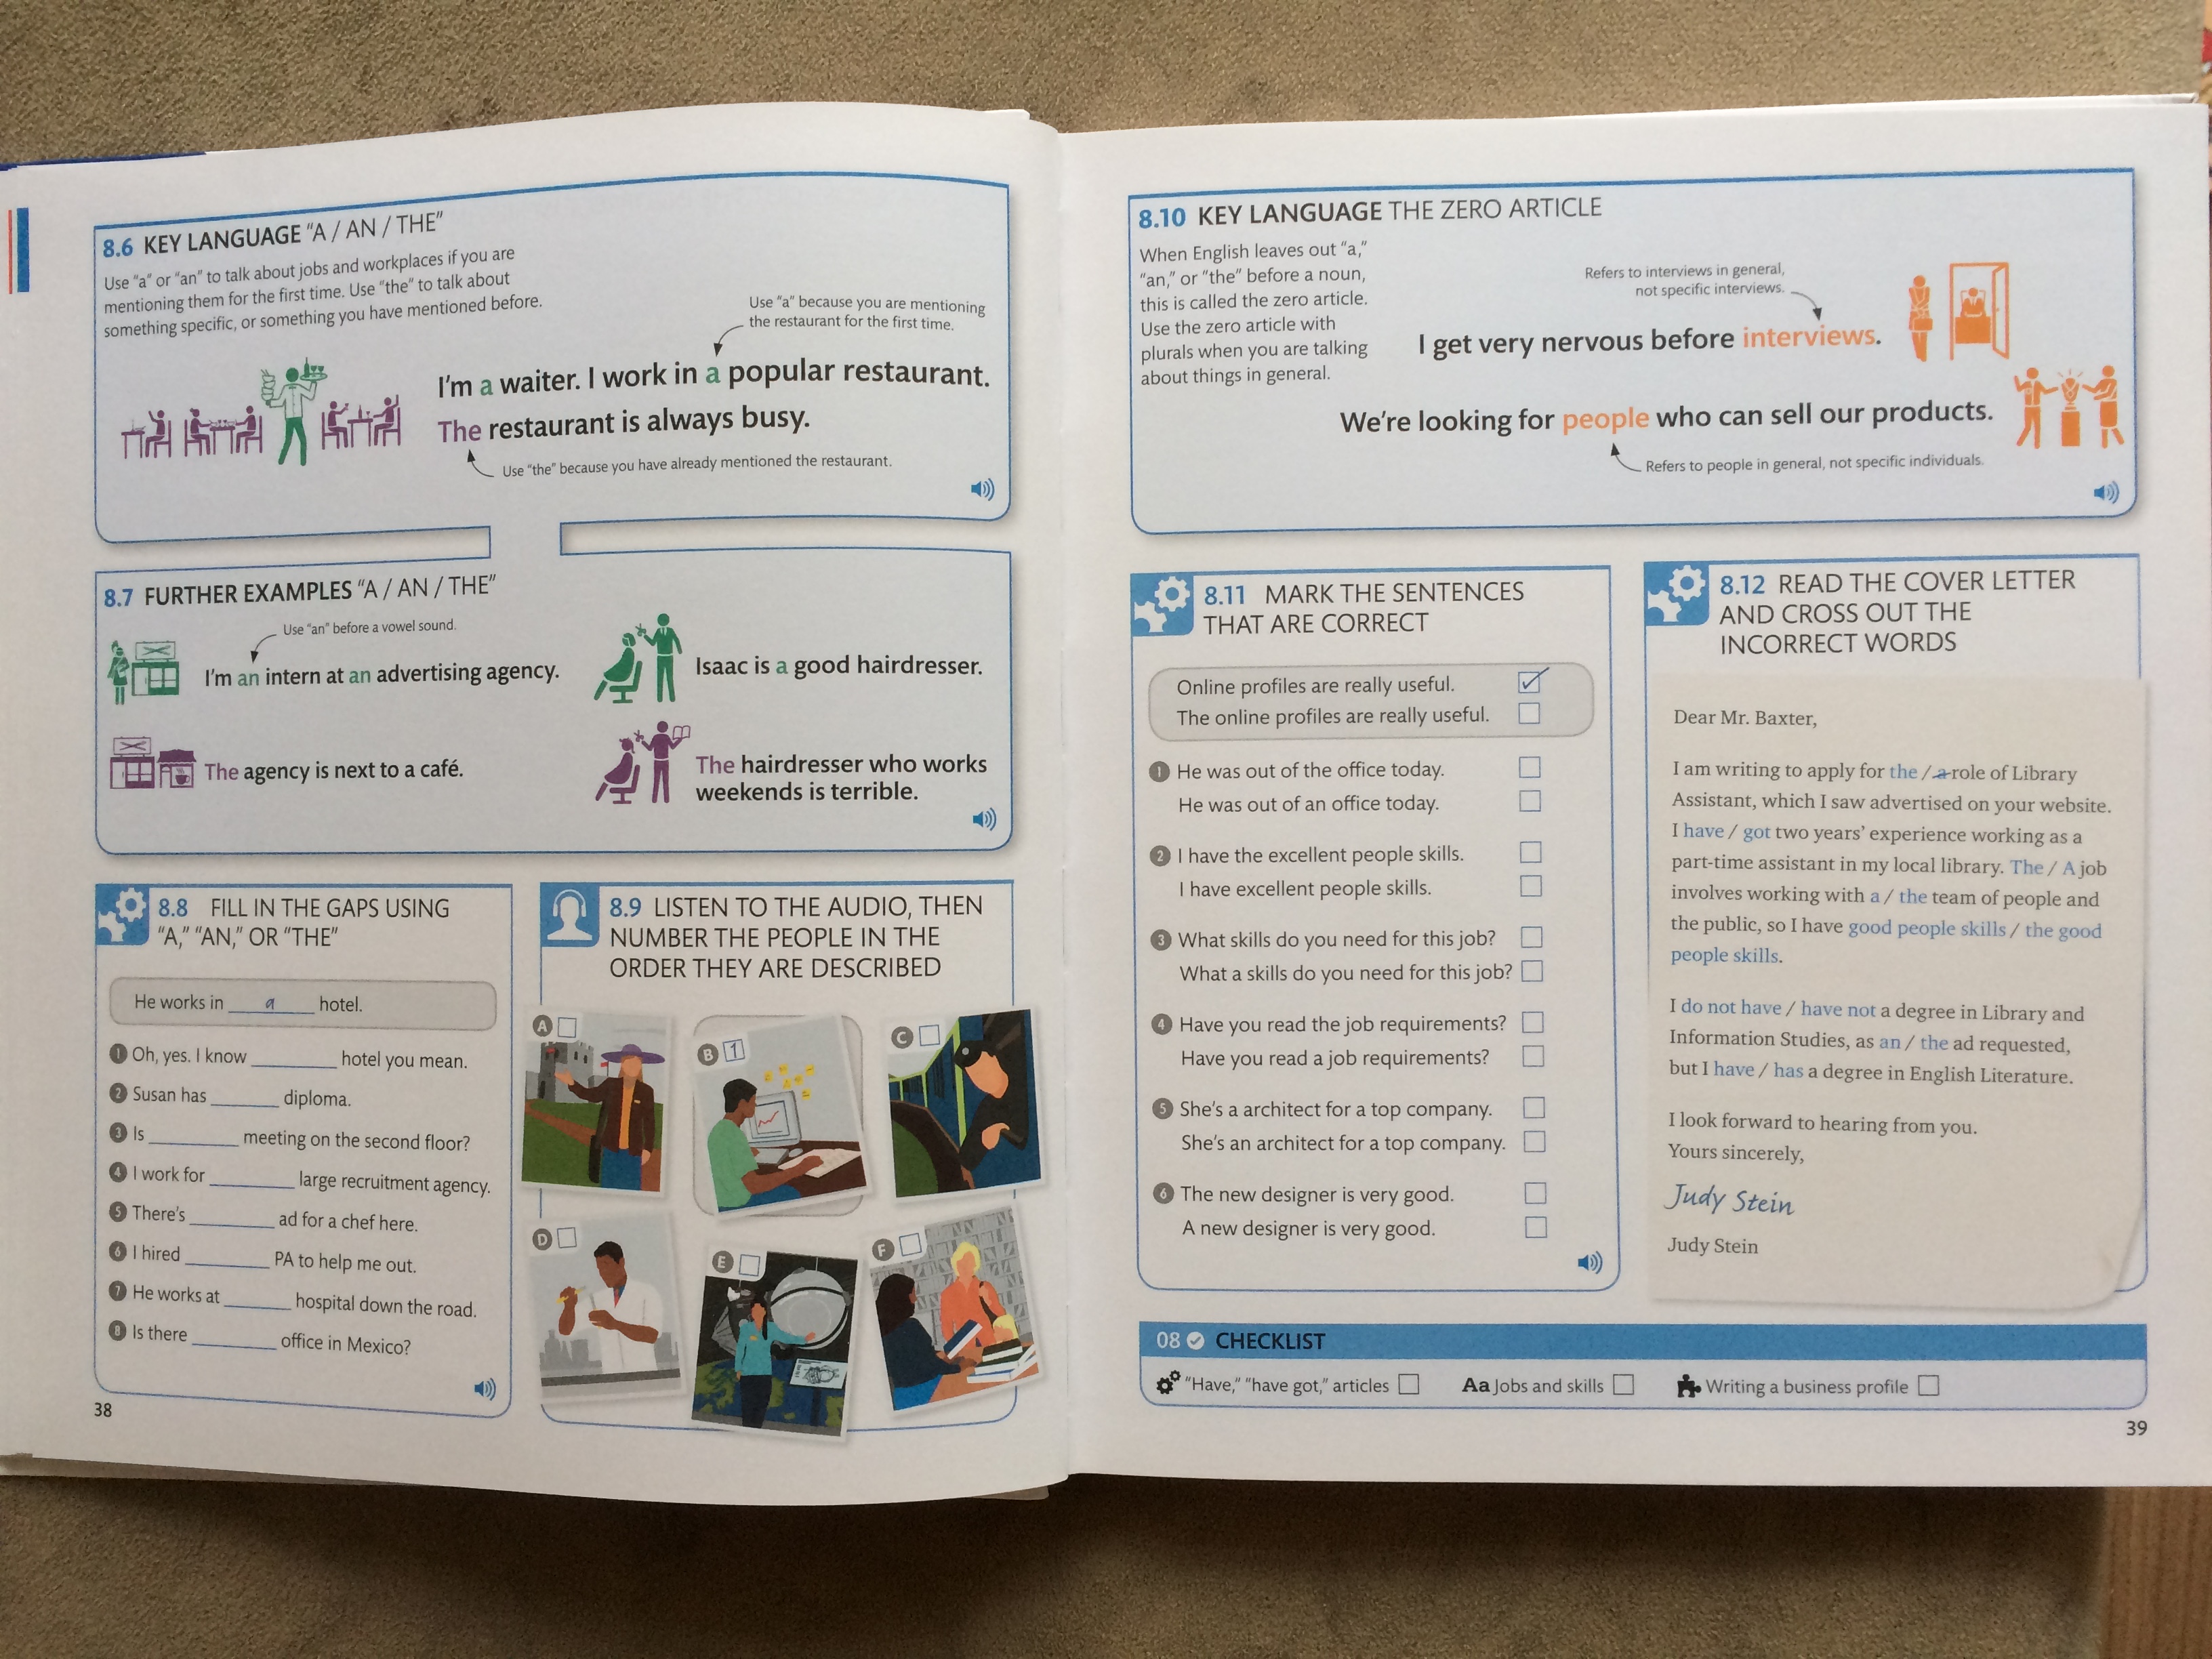 8.6 KEY LANGUAGE "A / AN / THE"
Use "a" or "an" to talk about jobs and workplaces if you are
mentioning them for the first time. Use "the" to talk about
something specific, or something you have mentioned before.
Use "a" because you are mentioning
the restaurant for the first time.
I'm a waiter. I work in a popular restaurant.
The restaurant is always busy.
Use "the" because you have already mentioned the restaurant.
8.7 FURTHER EXAMPLES "A / AN / THE"
Use "an" before a vowel sound.
I'm an intern at an advertising agency.
Isaac is a good hairdresser.
The agency is next to a café.
The hairdresser who works
weekends is terrible.
8.8 FILL IN THE GAPS USING
"A," "AN," OR "THE"
He works in a hotel.
1 Oh, yes. I know ________ hotel you mean.
2 Susan has ________ diploma.
3 Is ________ meeting on the second floor?
4 I work for ________ large recruitment agency.
5 There's ________ ad for a chef here.
6 I hired ________ PA to help me out.
7 He works at ________ hospital down the road.
8 Is there ________ office in Mexico?
8.9 LISTEN TO THE AUDIO, THEN
NUMBER THE PEOPLE IN THE
ORDER THEY ARE DESCRIBED
A
B 1
C
D
E
F
38
8.10 KEY LANGUAGE THE ZERO ARTICLE
When English leaves out "a,"
"an," or "the" before a noun,
this is called the zero article.
Use the zero article with
plurals when you are talking
about things in general.
Refers to interviews in general,
not specific interviews.
I get very nervous before interviews.
We're looking for people who can sell our products.
Refers to people in general, not specific individuals.
8.11 MARK THE SENTENCES
THAT ARE CORRECT
Online profiles are really useful.
The online profiles are really useful.
1 He was out of the office today.
He was out of an office today.
2 I have the excellent people skills.
I have excellent people skills.
3 What skills do you need for this job?
What a skills do you need for this job?
4 Have you read the job requirements?
Have you read a job requirements?
5 She's a architect for a top company.
She's an architect for a top company.
6 The new designer is very good.
A new designer is very good.
8.12 READ THE COVER LETTER
AND CROSS OUT THE
INCORRECT WORDS
Dear Mr. Baxter,
I am writing to apply for the / a role of Library
Assistant, which I saw advertised on your website.
I have / got two years' experience working as a
part-time assistant in my local library. The / A job
involves working with a / the team of people and
the public, so I have good people skills / the good
people skills.
I do not have / have not a degree in Library and
Information Studies, as an / the ad requested,
but I have / has a degree in English Literature.
I look forward to hearing from you.
Yours sincerely,
Judy Stein
Judy Stein
08 CHECKLIST
"Have," "have got," articles Aa Jobs and skills Writing a business profile
39